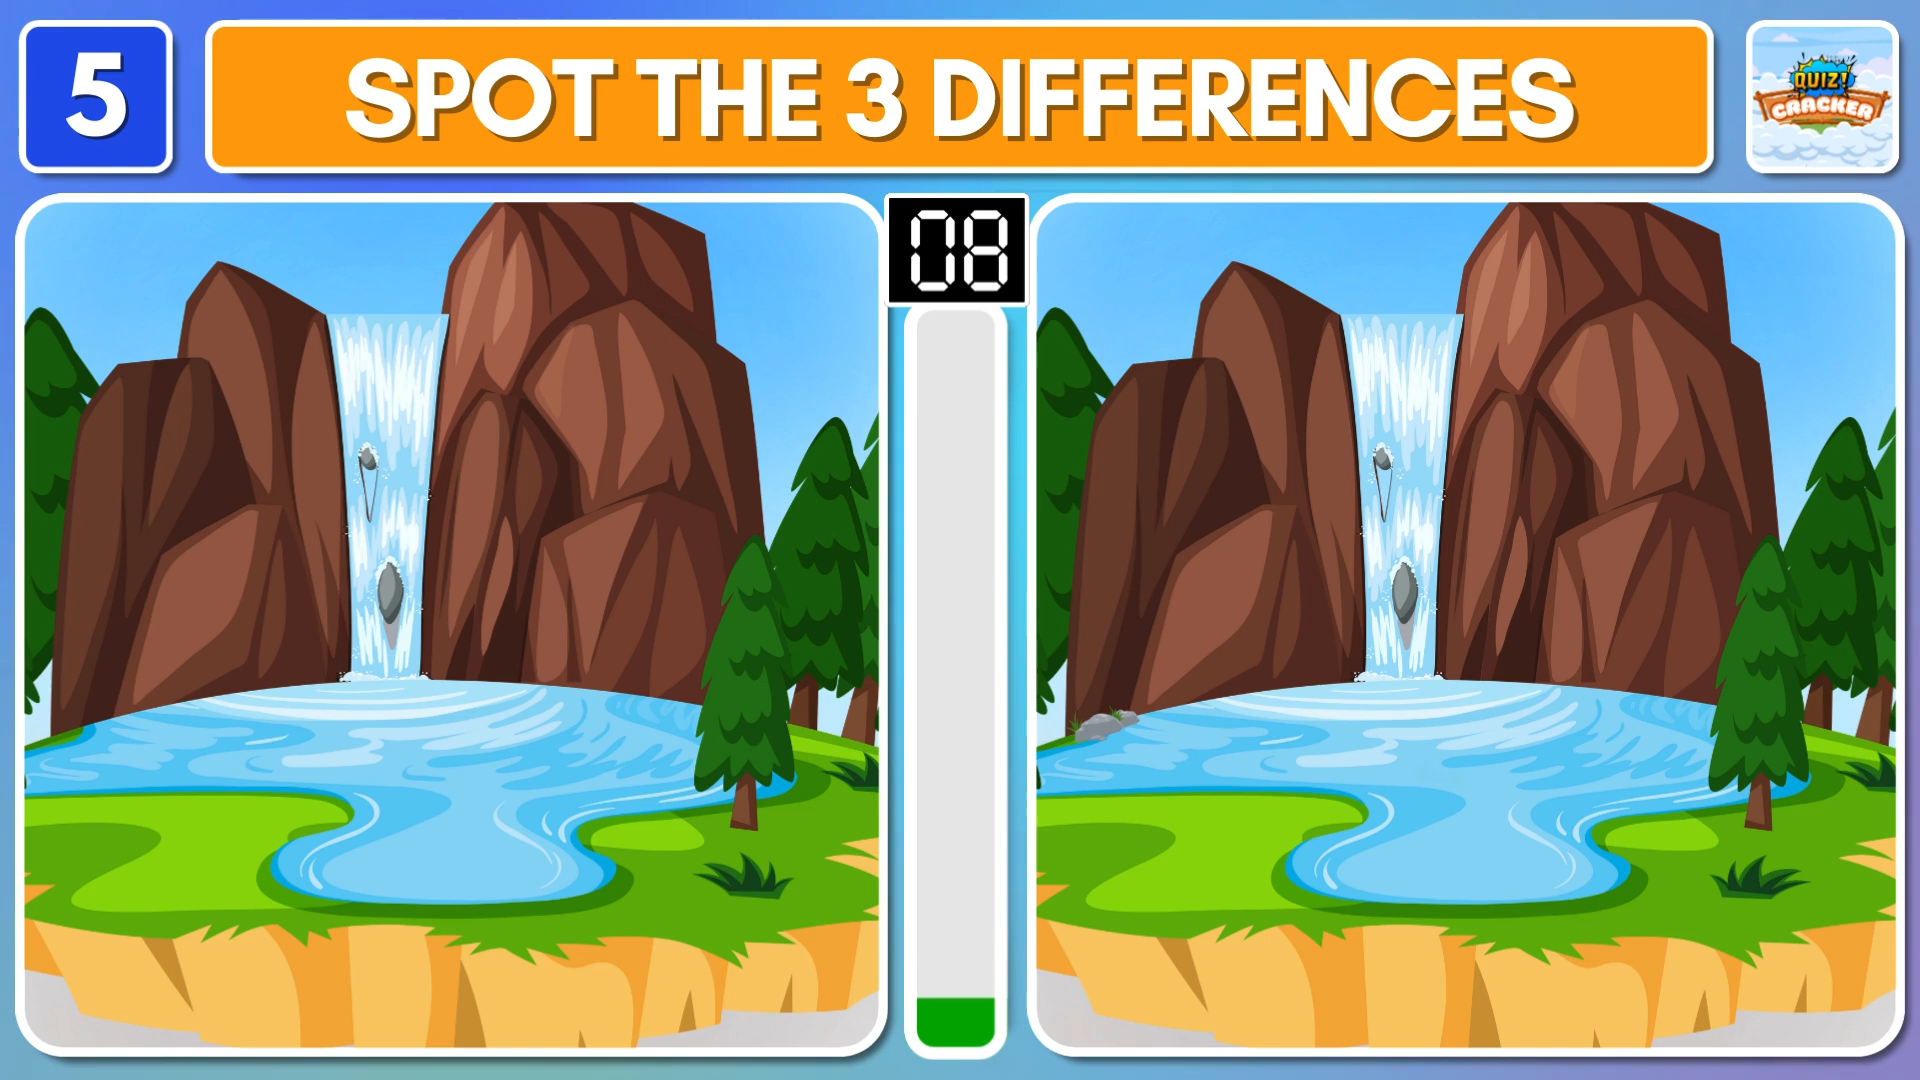 5
SPOT THE 3 DIFFERENCES
QUIZ!
CRACKER
08